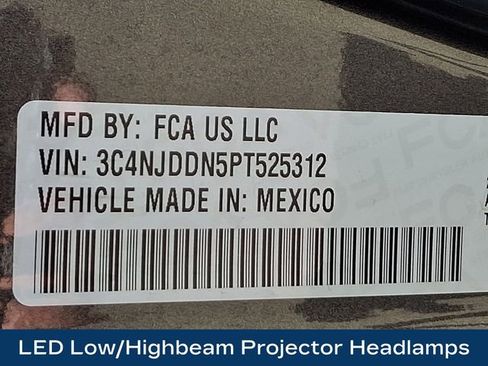 MFD BY: FCA US LLC
VIN: 3C4NJDDN5PT525312
VEHICLE MADE IN: MEXICO
LED Low/Highbeam Projector Headlamps